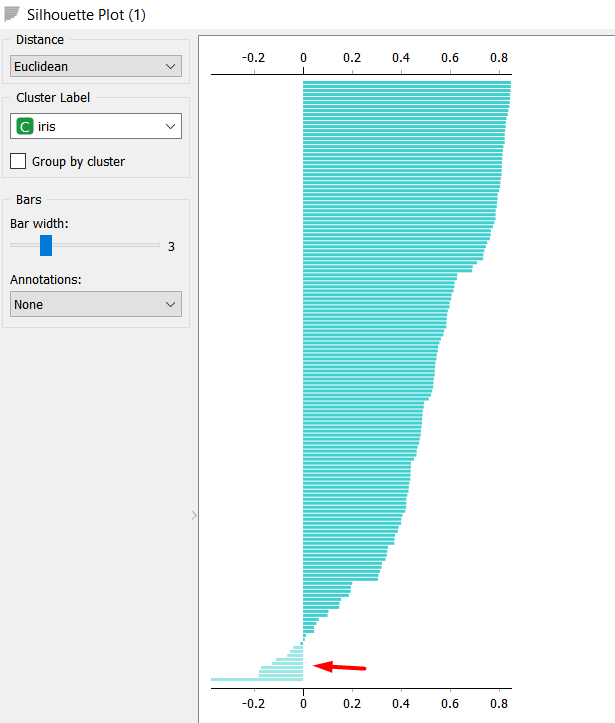 Silhouette Plot (1)
Distance
Euclidean
Cluster Label
C iris
Group by cluster
Bars
Bar width:
3
Annotations:
None
-0.2 0 0.2 0.4 0.6 0.8
-0.2 0 0.2 0.4 0.6 0.8